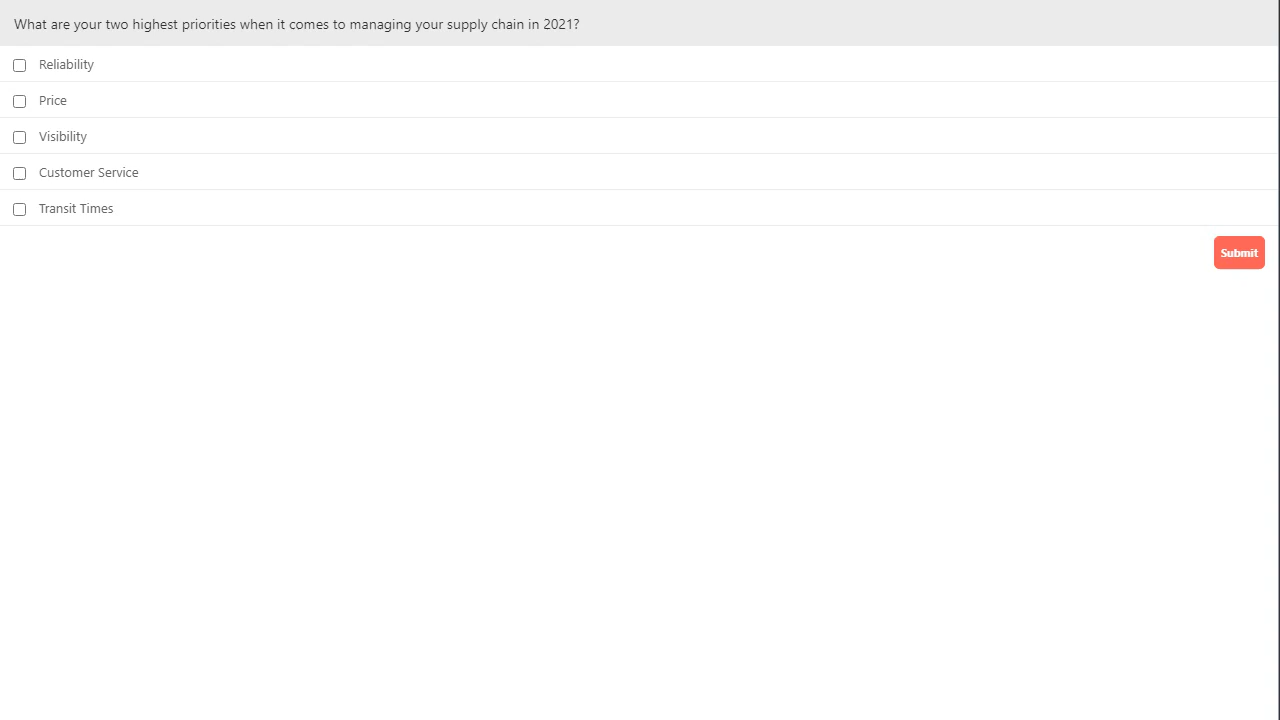 What are your two highest priorities when it comes to managing your supply chain in 2021?
Reliability
Price
Visibility
Customer Service
Transit Times
Submit